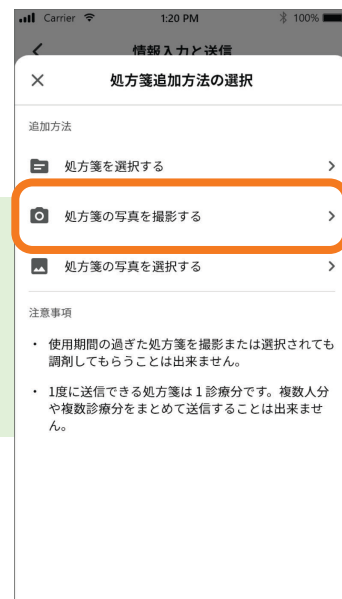 Carrier 1:20 PM 100%
情報入力と送信
処方箋追加方法の選択
追加方法
処方箋を選択する
処方箋の写真を撮影する
処方箋の写真を選択する
注意事項
・ 使用期間の過ぎた処方箋を撮影または選択されても
調剤してもらうことは出来ません。
・ 1度に送信できる処方箋は1診療分です。複数人分
や複数診療分をまとめて送信することは出来ませ
ん。